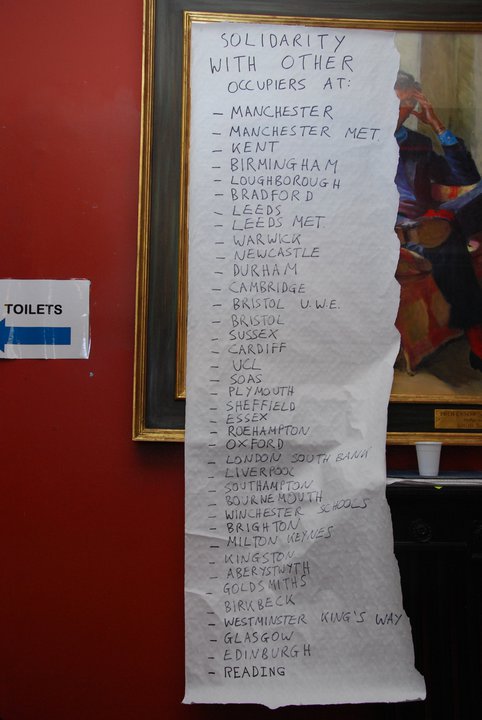 SOLIDARITY
WITH OTHER
OCCUPIERS AT:
- MANCHESTER
- MANCHESTER MET.
- KENT
- BIRMINGHAM
- LOUGHBOROUGH
- BRADFORD
- LEEDS
- LEEDS MET.
- WARWICK
- NEWCASTLE
- DURHAM
- CAMBRIDGE
- BRISTOL U.W.E.
- BRISTOL
- SUSSEX
- CARDIFF
- UCL
- SOAS
- PLYMOUTH
- SHEFFIELD
- ESSEX
- ROEHAMPTON
- OXFORD
- LONDON SOUTH BANK
- LIVERPOOL
- SOUTHAMPTON
- BOURNEMOUTH
- WINCHESTER SCHOOLS
- BRIGHTON
- MILTON KEYNES
- KINGSTON
- ABERYSTWYTH
- GOLDSMITHS
BIRKBECK
- WESTMINSTER KING'S WAY
- GLASGOW
- EDINBURGH
- READING
TOILETS